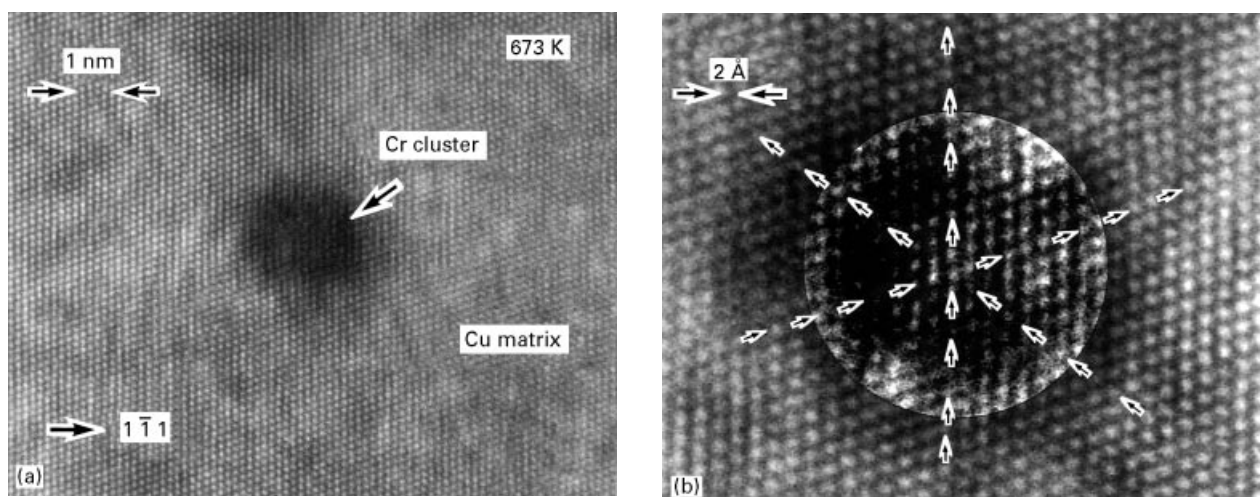 1 nm
673 K
Cr cluster
Cu matrix
1 1̅ 1
(a)
2 Å
(b)